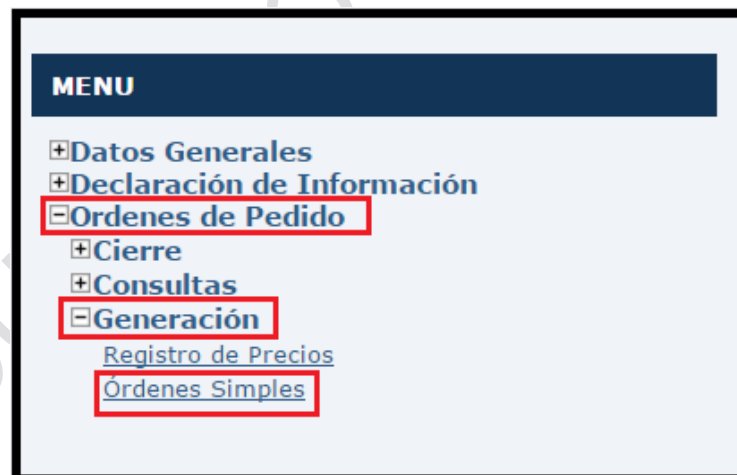 MENU
Datos Generales
Declaración de Información
Ordenes de Pedido
Cierre
Consultas
Generación
Registro de Precios
Órdenes Simples